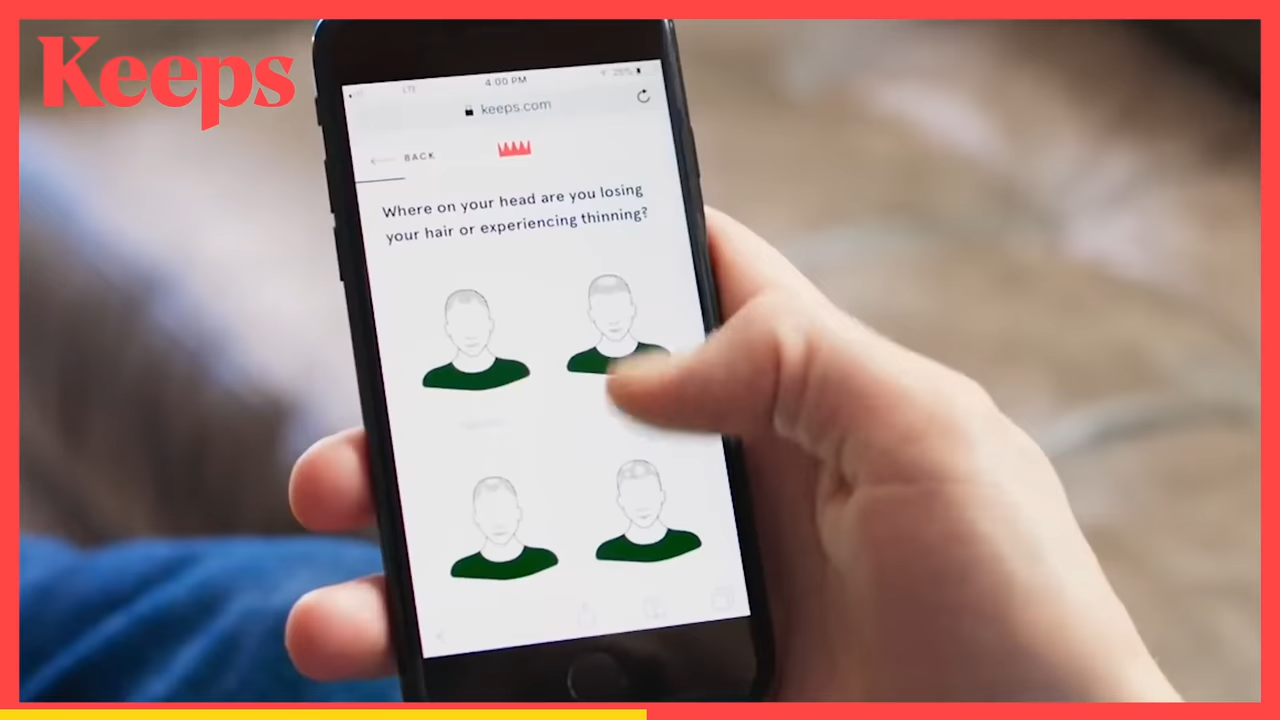 Keeps
LTE 4:00 PM 26%
keeps.com
BACK
Where on your head are you losing
your hair or experiencing thinning?